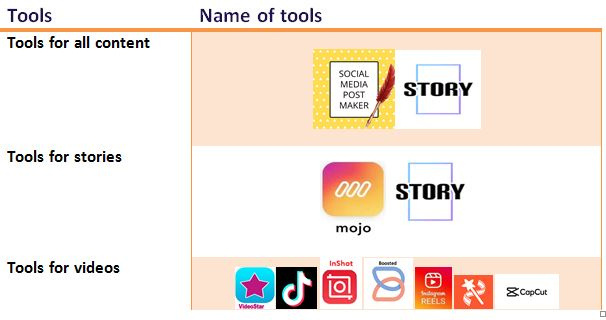 Tools
Name of tools
Tools for all content
SOCIAL
MEDIA
POST
MAKER
STORY
Tools for stories
mojo
STORY
Tools for videos
VideoStar
InShot
Boosted
Instagram
REELS
CapCut